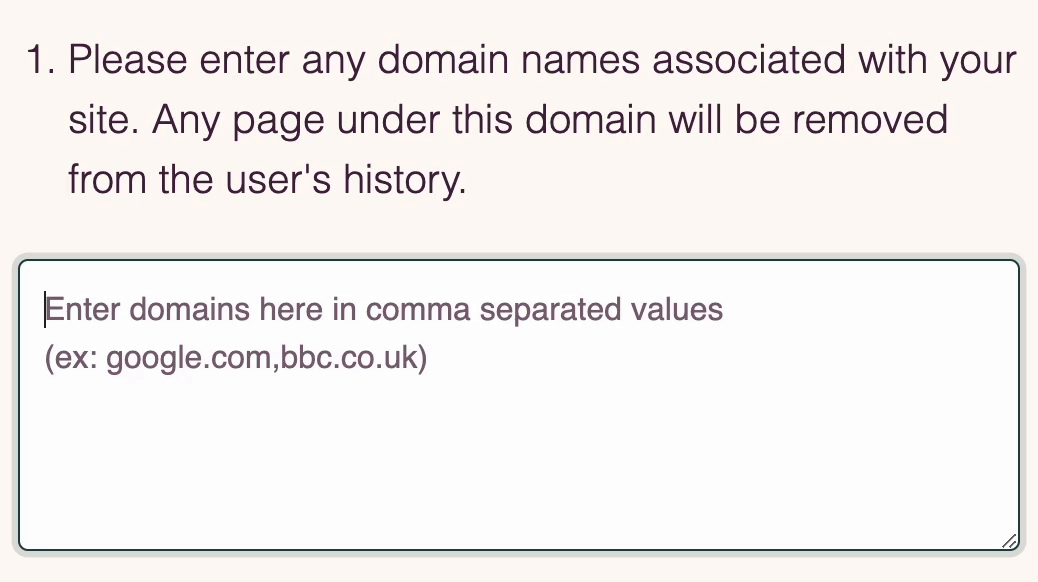 1. Please enter any domain names associated with your
site. Any page under this domain will be removed
from the user's history.
Enter domains here in comma separated values
(ex: google.com,bbc.co.uk)